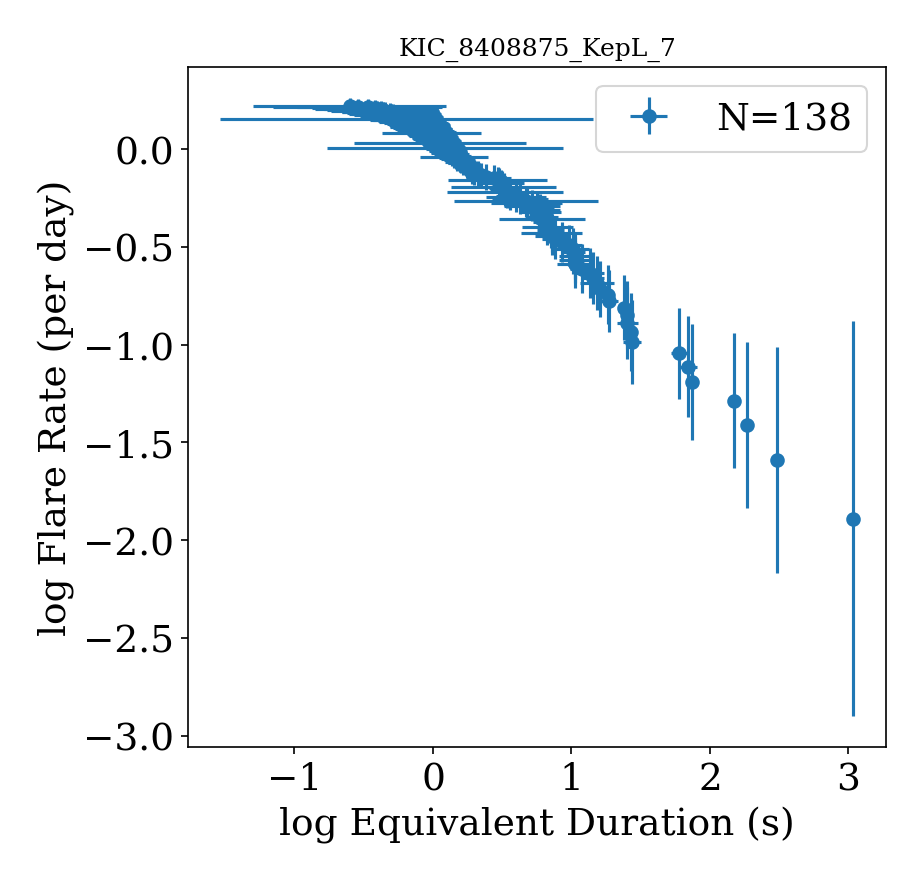 KIC_8408875_KepL_7
N=138
log Flare Rate (per day)
0.0
−0.5
−1.0
−1.5
−2.0
−2.5
−3.0
−1 0 1 2 3
log Equivalent Duration (s)